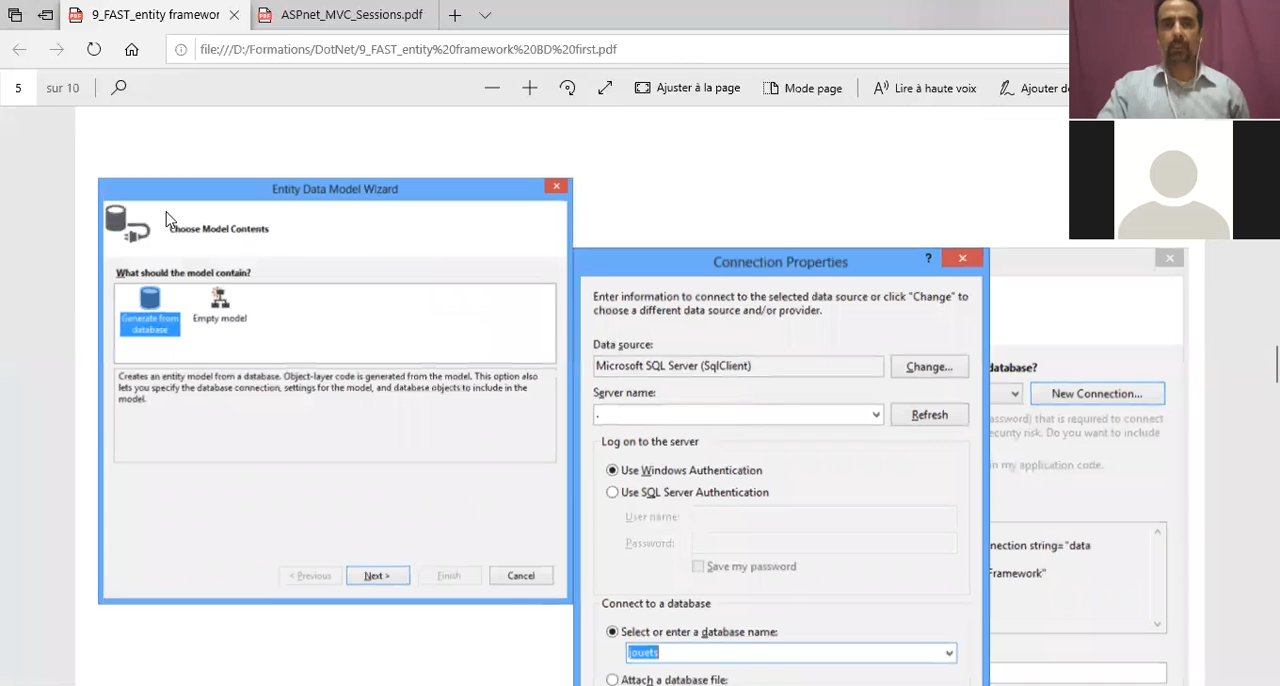 9_FAST_entity framewor
ASPnet_MVC_Sessions.pdf
file:///D:/Formations/DotNet/9_FAST_entity%20framework%20BD%20first.pdf
5
sur 10
Ajuster à la page
Mode page
Lire à haute voix
Ajouter de
Entity Data Model Wizard
Choose Model Contents
What should the model contain?
Generate from
database
Empty model
Creates an entity model from a database. Object-layer code is generated from the model. This option also
lets you specify the database connection, settings for the model, and database objects to include in the
model.
< Previous
Next >
Finish
Cancel
Connection Properties
?
Enter information to connect to the selected data source or click "Change" to
choose a different data source and/or provider.
Data source:
Microsoft SQL Server (SqlClient)
Change...
Server name:
.
Refresh
Log on to the server
Use Windows Authentication
Use SQL Server Authentication
User name:
Password:
Save my password
Connect to a database
Select or enter a database name:
jouets
Attach a database file:
database?
New Connection...
assword) that is required to connect
ecurity risk. Do you want to include
in my application code.
nnection string="data
Framework"